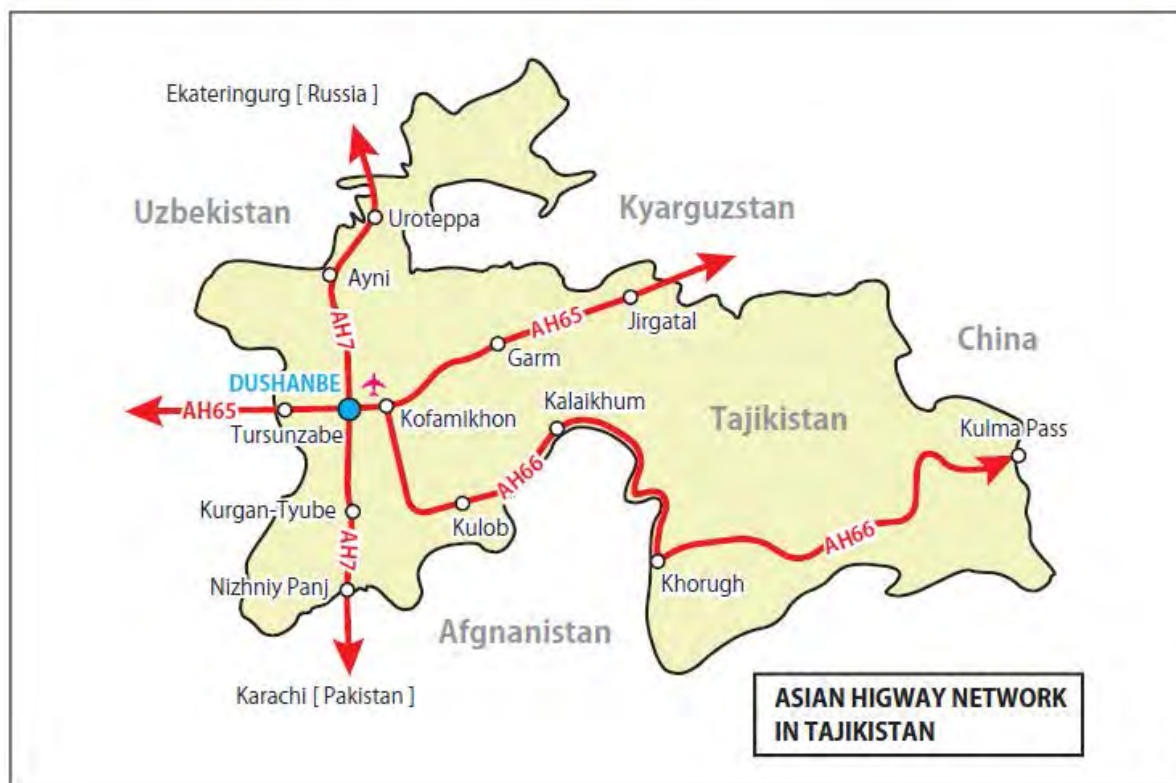 Ekateringurg [ Russia ]
Uzbekistan
Uroteppa
Kyarguzstan
Ayni
AH7
AH65
Jirgatal
Garm
China
DUSHANBE
AH65
Tursunzabe
Kofamikhon
Kalaikhum
Tajikistan
Kulma Pass
AH66
Kurgan-Tyube
Kulob
AH66
AH7
Nizhniy Panj
Khorugh
Afgnanistan
Karachi [ Pakistan ]
ASIAN HIGWAY NETWORK
IN TAJIKISTAN